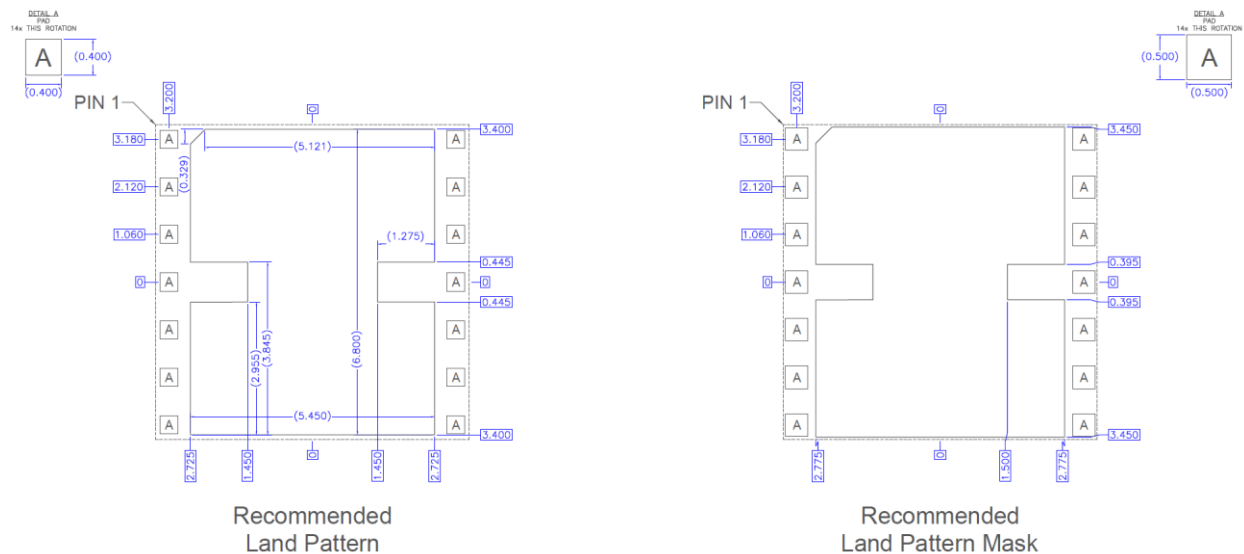 DETAIL A
PAD
14x THIS ROTATION
A
(0.400)
(0.400)
PIN 1
3.200
0
3.180
2.120
1.060
0
A
A
A
A
A
A
A
A
A
A
A
A
A
A
(0.329)
(5.121)
(1.275)
(2.955)
(3.845)
(6.800)
(5.450)
3.400
0.445
0
0.445
3.400
2.725
1.450
0
1.450
2.725
Recommended
Land Pattern
DETAIL A
PAD
14x THIS ROTATION
(0.500)
A
(0.500)
PIN 1
3.200
0
3.180
2.120
1.060
0
A
A
A
A
A
A
A
A
A
A
A
A
A
A
3.450
0.395
0
0.395
3.450
2.775
0
1.500
2.775
Recommended
Land Pattern Mask